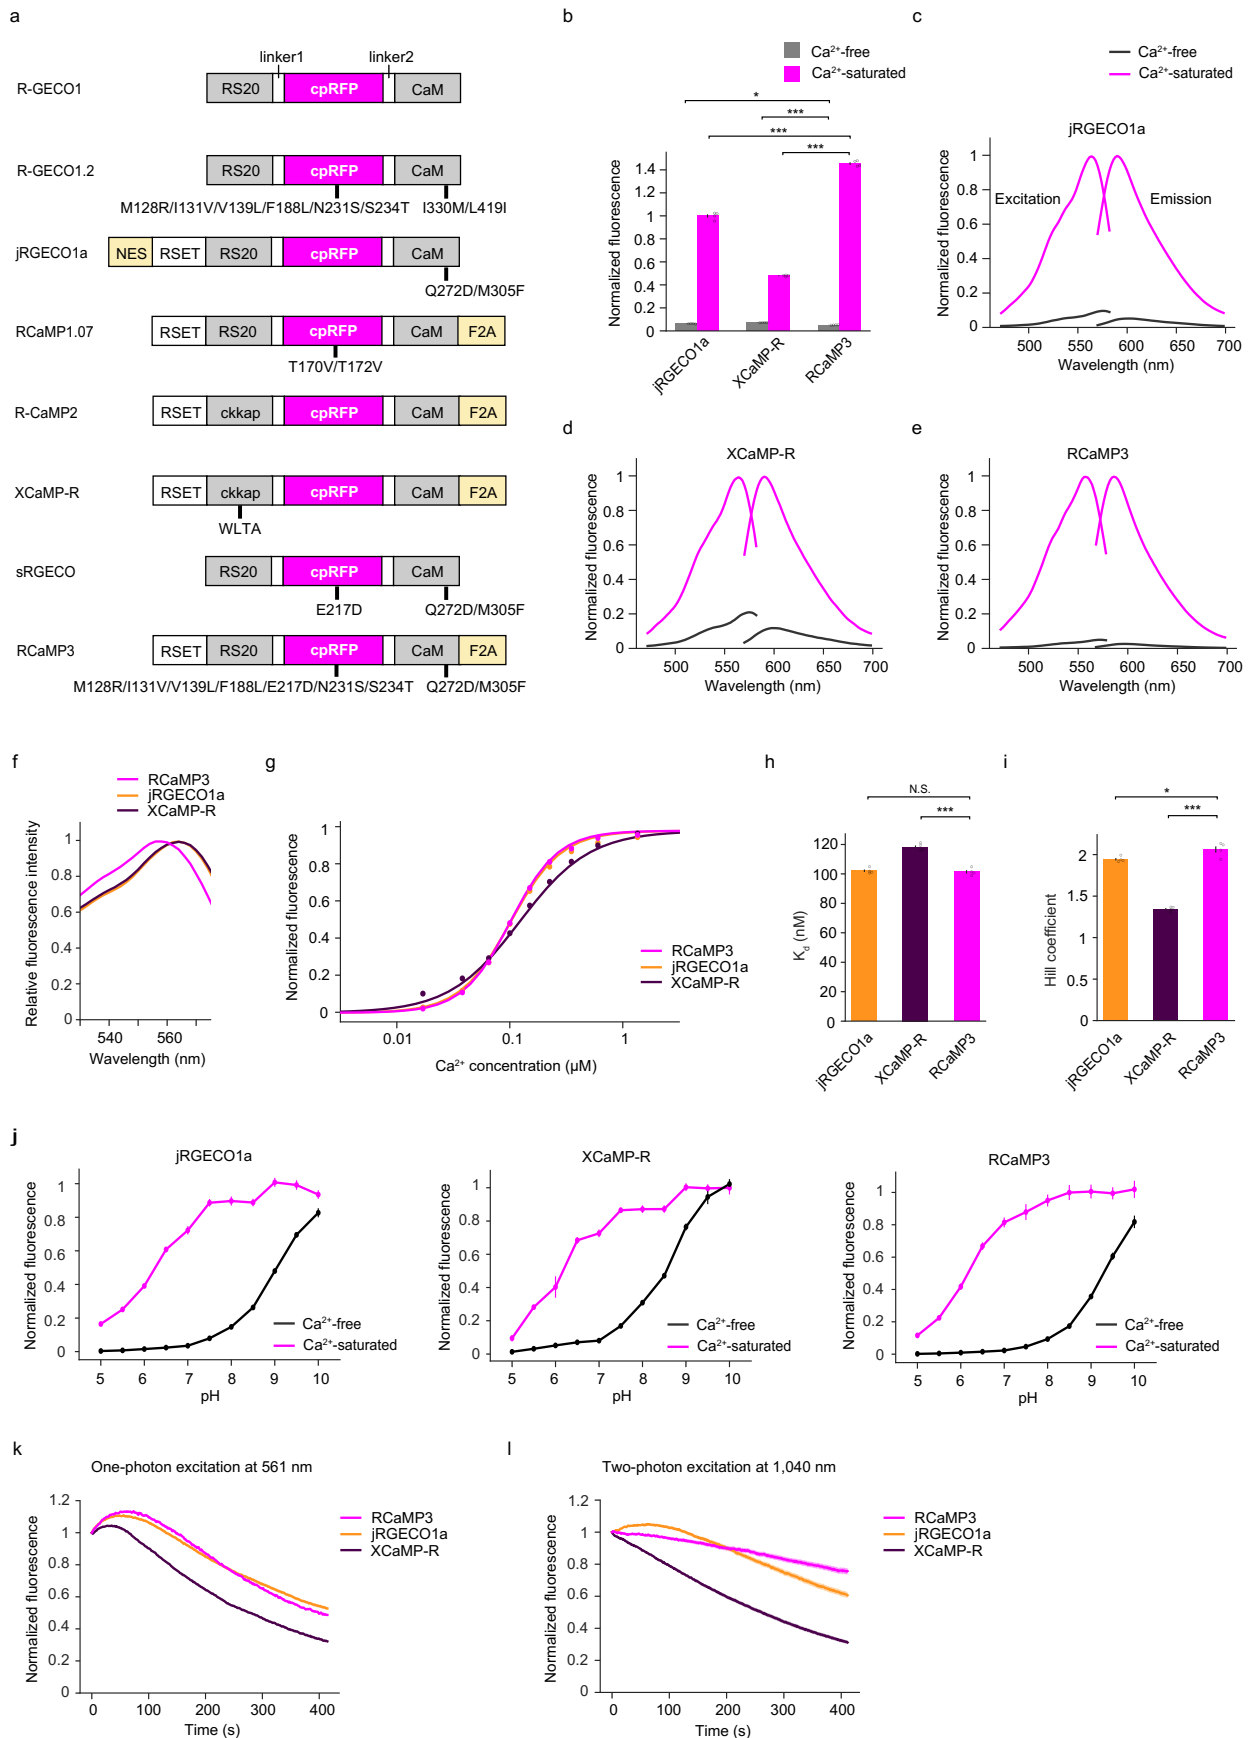 a
linker1
linker2
R-GECO1
RS20
cpRFP
CaM
R-GECO1.2
RS20
cpRFP
CaM
M128R/I131V/V139L/F188L/N231S/S234T
I330M/L419I
jRGECO1a
NES
RSET
RS20
cpRFP
CaM
Q272D/M305F
RCaMP1.07
RSET
RS20
cpRFP
CaM
F2A
T170V/T172V
R-CaMP2
RSET
ckkap
cpRFP
CaM
F2A
XCaMP-R
RSET
ckkap
cpRFP
CaM
F2A
WLTA
sRGECO
RS20
cpRFP
CaM
E217D
Q272D/M305F
RCaMP3
RSET
RS20
cpRFP
CaM
F2A
M128R/I131V/V139L/F188L/E217D/N231S/S234T
Q272D/M305F
b
Ca²⁺-free
Ca²⁺-saturated
*
***
***
***
Normalized fluorescence
1.4
1.2
1
0.8
0.6
0.4
0.2
0
jRGECO1a
XCaMP-R
RCaMP3
c
Ca²⁺-free
Ca²⁺-saturated
jRGECO1a
Excitation
Emission
Normalized fluorescence
1
0.8
0.6
0.4
0.2
0
500 550 600 650 700
Wavelength (nm)
d
XCaMP-R
Normalized fluorescence
1
0.8
0.6
0.4
0.2
0
500 550 600 650 700
Wavelength (nm)
e
RCaMP3
Normalized fluorescence
1
0.8
0.6
0.4
0.2
0
500 550 600 650 700
Wavelength (nm)
f
RCaMP3
jRGECO1a
XCaMP-R
Relative fluorescence intensity
1
0.8
0.6
0.4
0.2
0
540 560
Wavelength (nm)
g
Normalized fluorescence
1
0.8
0.6
0.4
0.2
0
RCaMP3
jRGECO1a
XCaMP-R
0.01 0.1 1
Ca²⁺ concentration (µM)
h
N.S.
***
K_d (nM)
120
100
80
60
40
20
0
jRGECO1a
XCaMP-R
RCaMP3
i
*
***
Hill coefficient
2
1.5
1
0.5
0
jRGECO1a
XCaMP-R
RCaMP3
j
jRGECO1a
Normalized fluorescence
1
0.8
0.6
0.4
0.2
0
Ca²⁺-free
Ca²⁺-saturated
5 6 7 8 9 10
pH
XCaMP-R
Normalized fluorescence
1
0.8
0.6
0.4
0.2
0
Ca²⁺-free
Ca²⁺-saturated
5 6 7 8 9 10
pH
RCaMP3
Normalized fluorescence
1
0.8
0.6
0.4
0.2
0
Ca²⁺-free
Ca²⁺-saturated
5 6 7 8 9 10
pH
k
One-photon excitation at 561 nm
Normalized fluorescence
1.2
1
0.8
0.6
0.4
0.2
0
RCaMP3
jRGECO1a
XCaMP-R
0 100 200 300 400
Time (s)
l
Two-photon excitation at 1,040 nm
Normalized fluorescence
1.2
1
0.8
0.6
0.4
0.2
0
RCaMP3
jRGECO1a
XCaMP-R
0 100 200 300 400
Time (s)